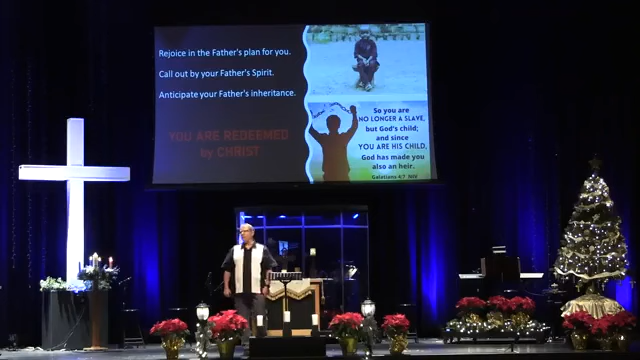 Rejoice in the Father's plan for you.
Call out by your Father's Spirit.
Anticipate your Father's inheritance.
YOU ARE REDEEMED
by CHRIST
So you are
NO LONGER A SLAVE,
but God's child;
and since
YOU ARE HIS CHILD,
God has made you
also an heir.
Galatians 4:7 NIV